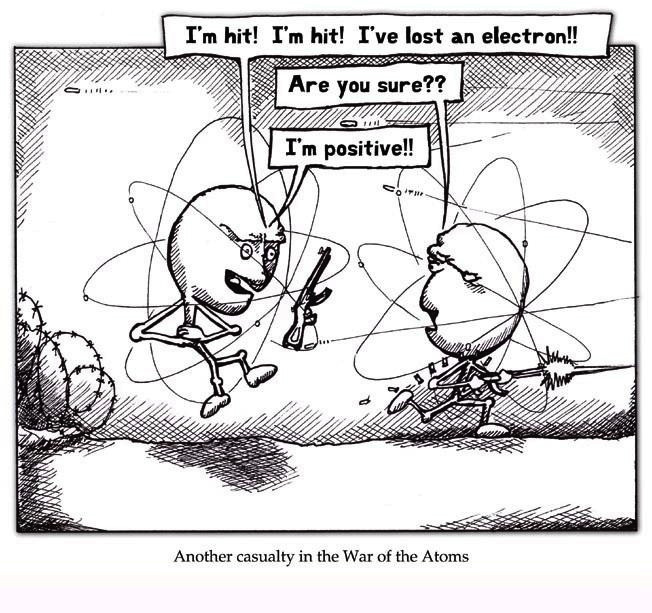 I'm hit! I'm hit! I've lost an electron!!
Are you sure??
I'm positive!!
Another casualty in the War of the Atoms